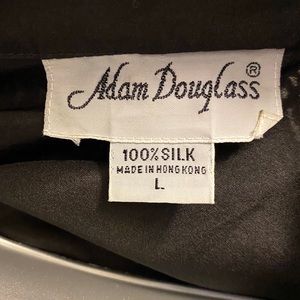 Adam Douglass®
100% SILK
MADE IN HONG KONG
L